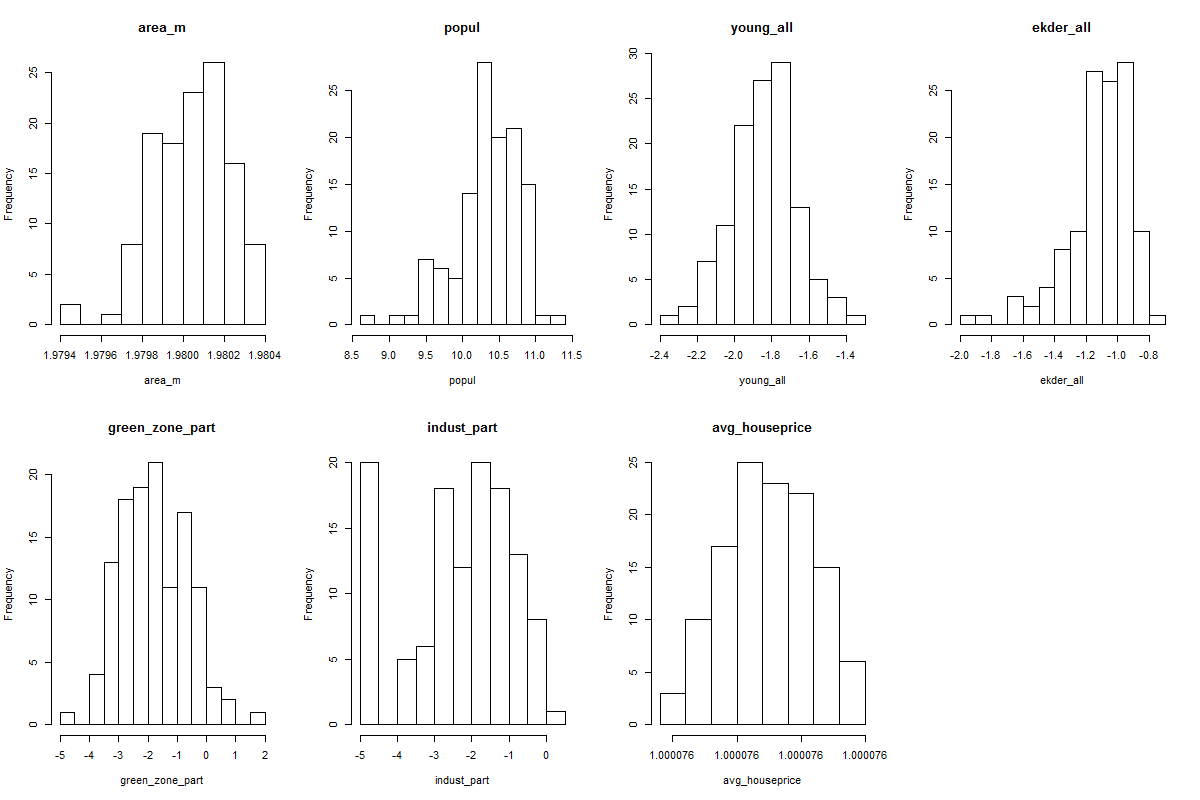 area_m
Frequency
0 5 10 15 20 25
1.9794 1.9796 1.9798 1.9800 1.9802 1.9804
area_m
popul
Frequency
0 5 10 15 20 25
8.5 9.0 9.5 10.0 10.5 11.0 11.5
popul
young_all
Frequency
0 5 10 15 20 25 30
-2.4 -2.2 -2.0 -1.8 -1.6 -1.4
young_all
ekder_all
Frequency
0 5 10 15 20 25
-2.0 -1.8 -1.6 -1.4 -1.2 -1.0 -0.8
ekder_all
green_zone_part
Frequency
0 5 10 15 20
-5 -4 -3 -2 -1 0 1 2
green_zone_part
indust_part
Frequency
0 5 10 15 20
-5 -4 -3 -2 -1 0
indust_part
avg_houseprice
Frequency
0 5 10 15 20 25
1.000076 1.000076 1.000076 1.000076
avg_houseprice